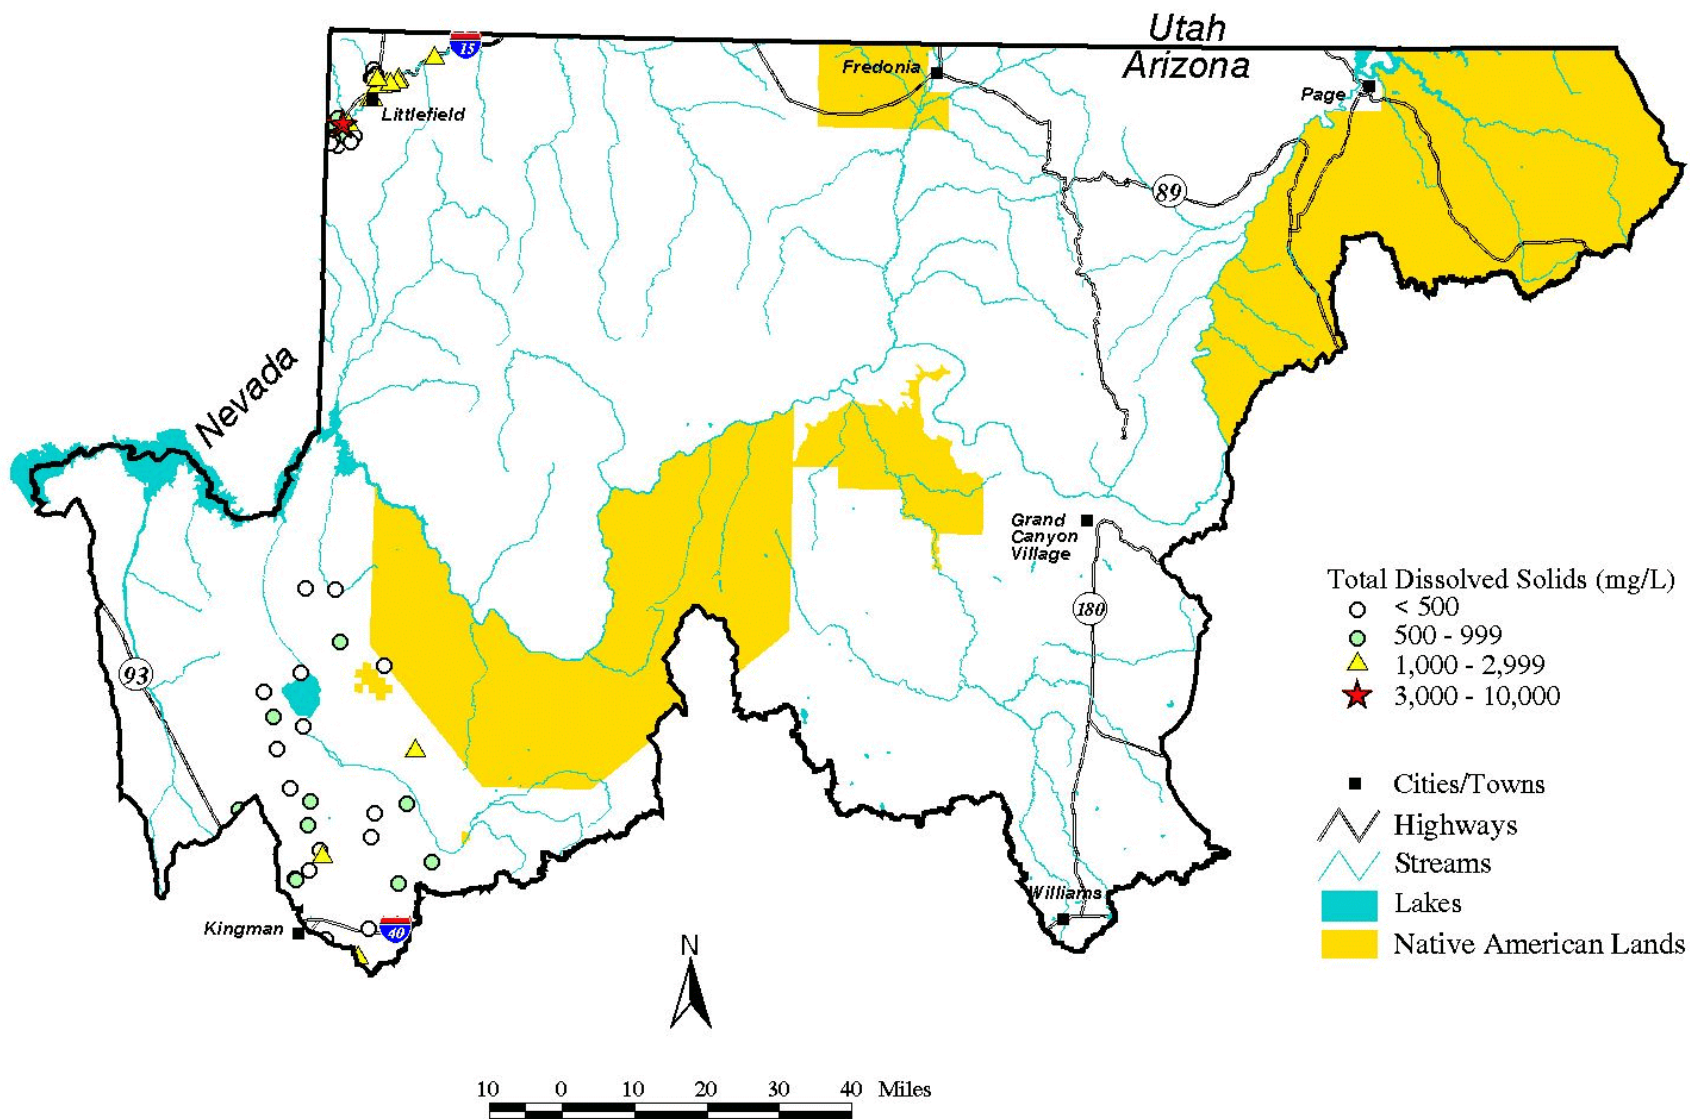 Utah
Arizona
15
Fredonia
Page
Littlefield
89
Nevada
Grand
Canyon
Village
180
93
Total Dissolved Solids (mg/L)
< 500
500 - 999
1,000 - 2,999
3,000 - 10,000
Cities/Towns
Highways
Streams
Lakes
Native American Lands
Williams
Kingman
40
N
10 0 10 20 30 40 Miles